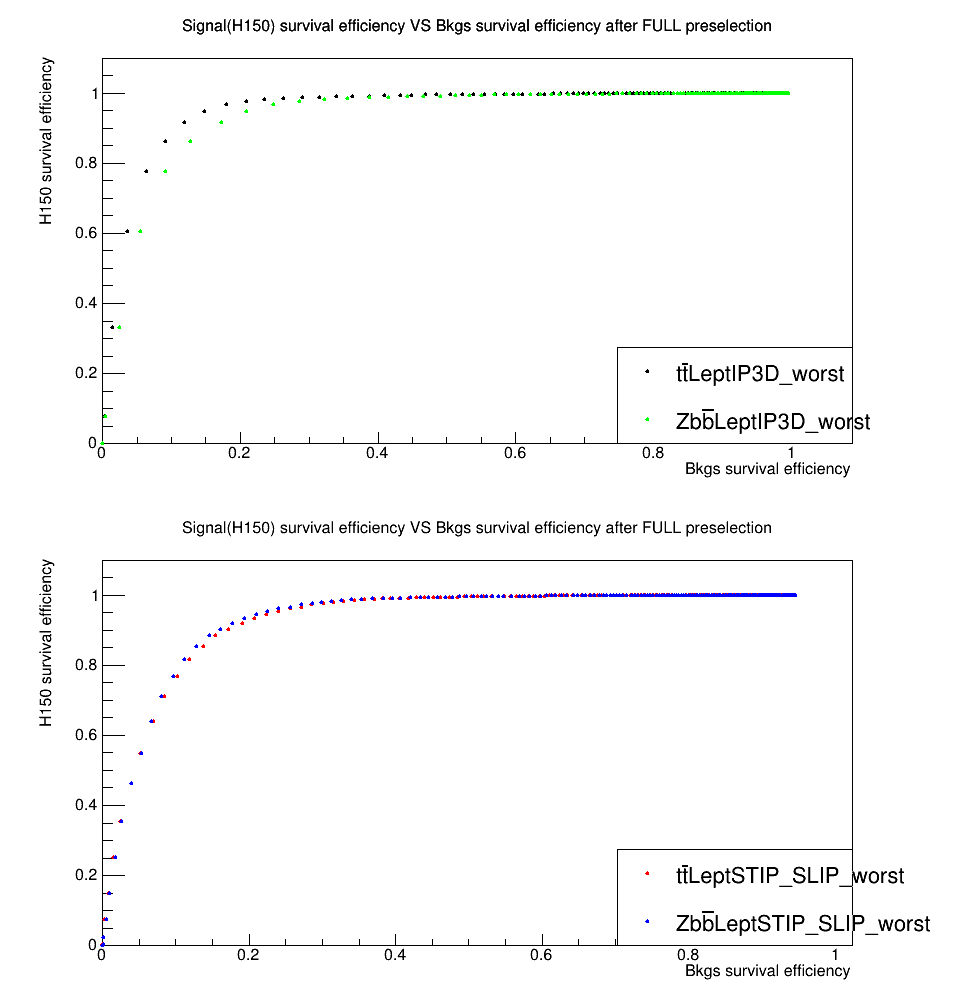 Signal(H150) survival efficiency VS Bkgs survival efficiency after FULL preselection
H150 survival efficiency
1
0.8
0.6
0.4
0.2
0
tt̄LeptIP3D_worst
Zbb̄LeptIP3D_worst
0 0.2 0.4 0.6 0.8 1
Bkgs survival efficiency
Signal(H150) survival efficiency VS Bkgs survival efficiency after FULL preselection
H150 survival efficiency
1
0.8
0.6
0.4
0.2
0
tt̄LeptSTIP_SLIP_worst
Zbb̄LeptSTIP_SLIP_worst
0 0.2 0.4 0.6 0.8 1
Bkgs survival efficiency